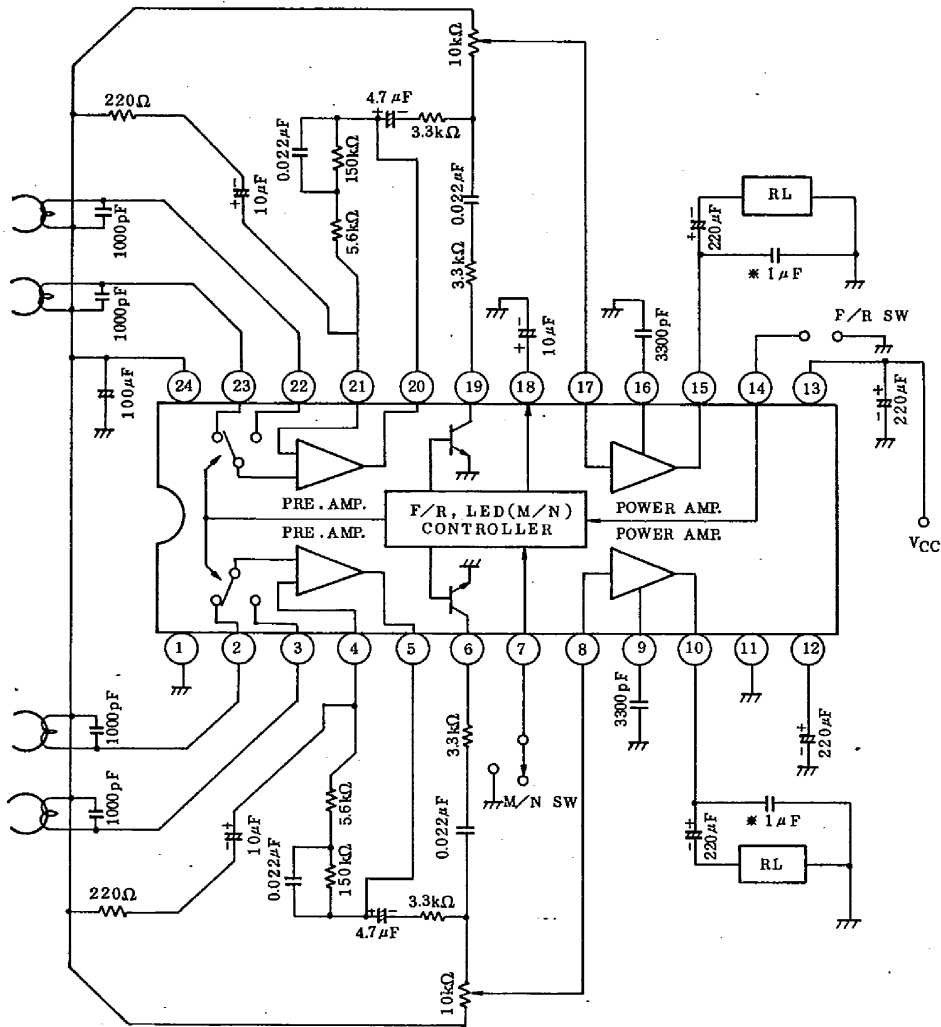 10kΩ
220Ω
4.7μF
+ -
3.3kΩ
0.022μF
150kΩ
+ -
10μF
5.6kΩ
0.022μF
3.3kΩ
1000pF
1000pF
RL
+ -
220μF
※ 1μF
+ -
10μF
3300pF
F/R SW
100μF
+
-
220μF
24 23 22 21 20 19 18 17 16 15 14 13
PRE. AMP.
F/R, LED(M/N)
CONTROLLER
POWER AMP.
PRE. AMP.
POWER AMP.
VCC
1 2 3 4 5 6 7 8 9 10 11 12
1000pF
1000pF
3.3kΩ
3300pF
- +
220μF
M/N SW
5.6kΩ
0.022μF
- +
10μF
0.022μF
150kΩ
※ 1μF
- +
220μF
RL
220Ω
+ -
4.7μF
3.3kΩ
10kΩ